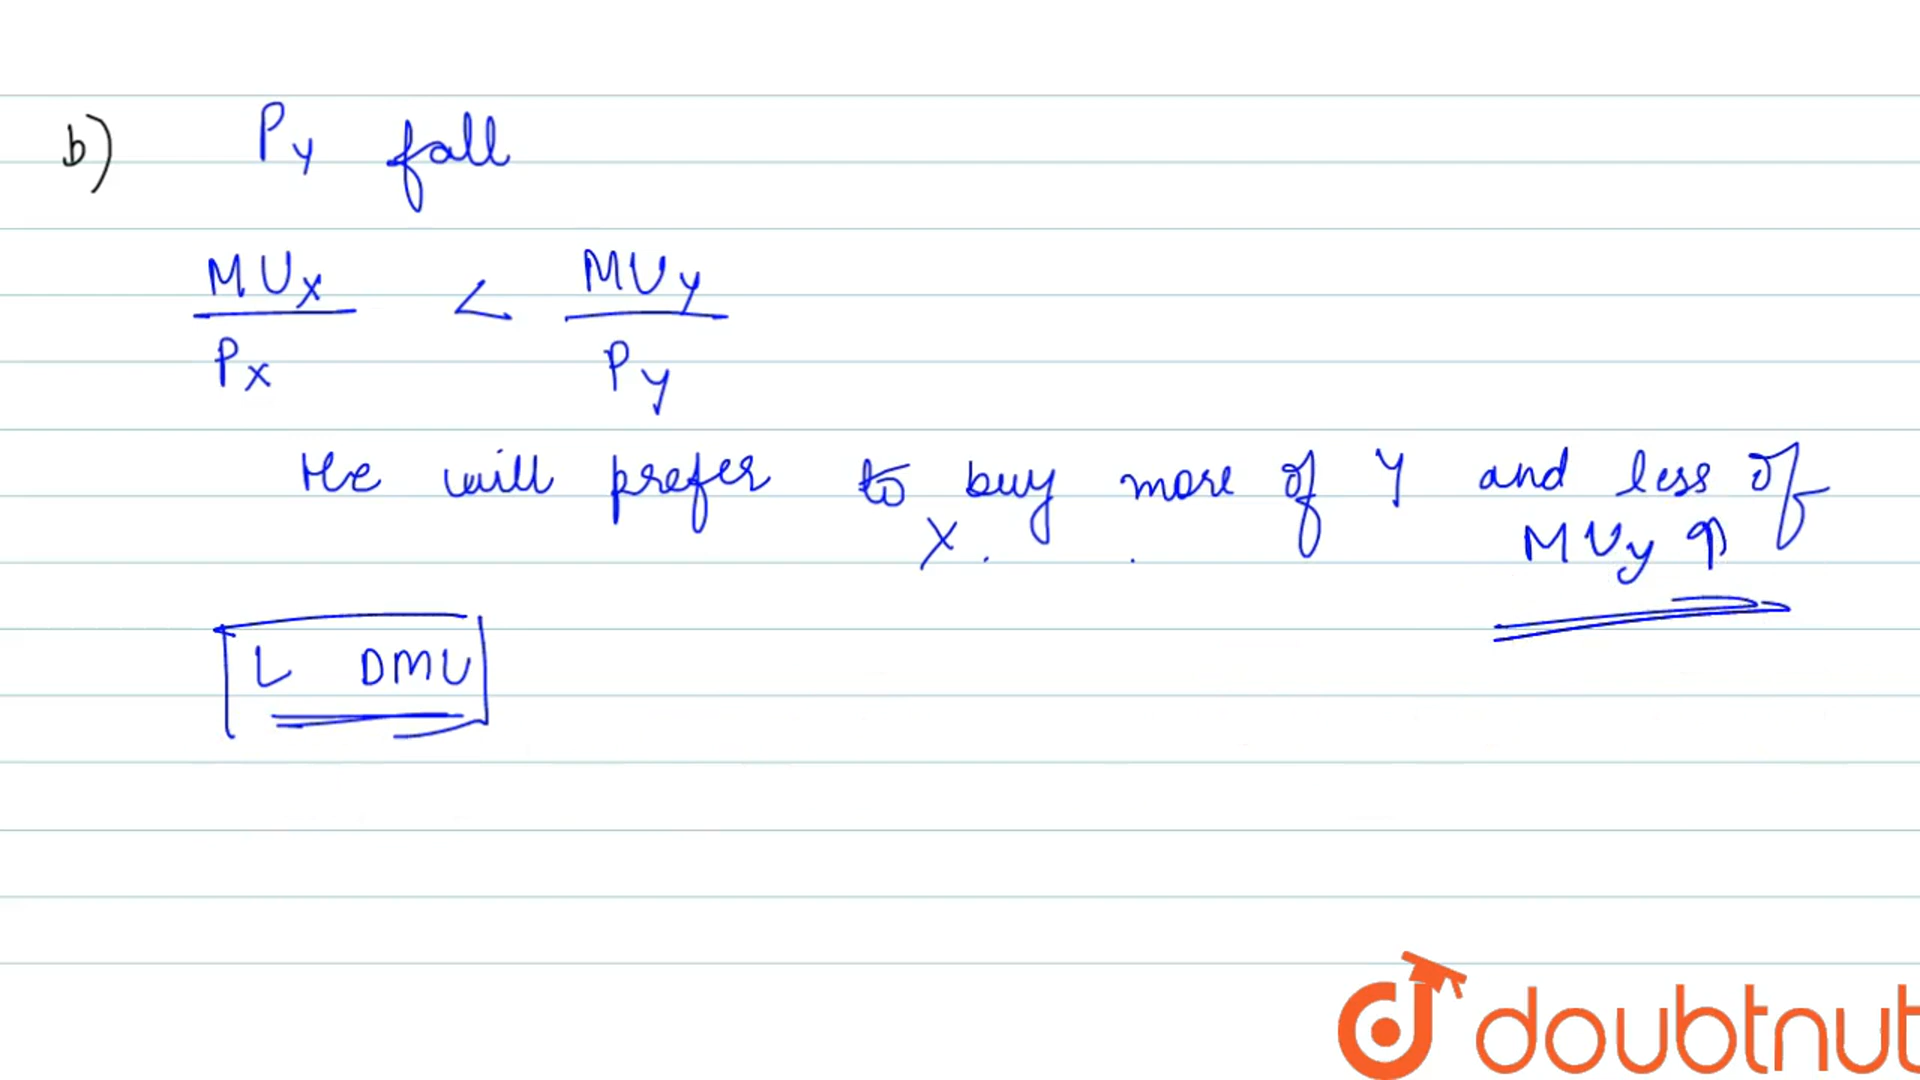 b) Py fall
MUx < MUy
Px Py
He will prefer to buy more of Y and less of
X. MUy ↑
L DMU
doubtnut